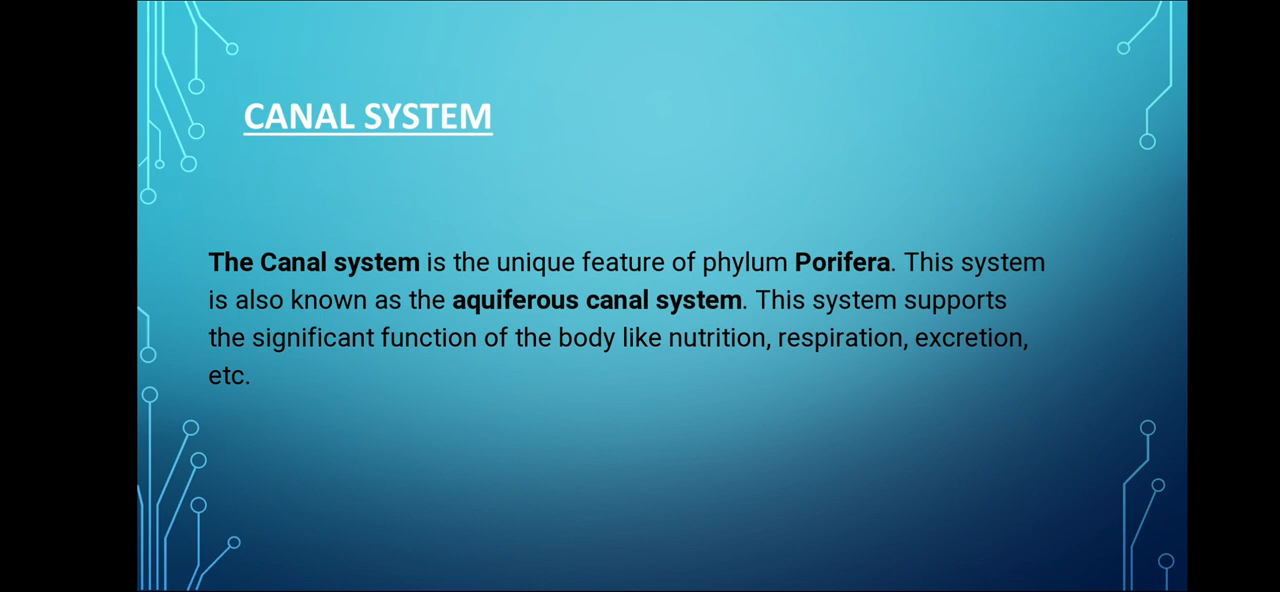 CANAL SYSTEM
The Canal system is the unique feature of phylum Porifera. This system
is also known as the aquiferous canal system. This system supports
the significant function of the body like nutrition, respiration, excretion,
etc.